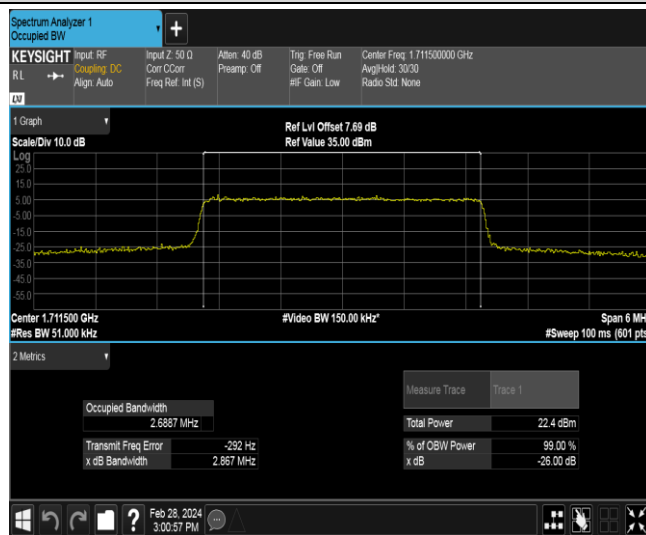 Spectrum Analyzer 1
Occupied BW
+
KEYSIGHT
RL
LXI
Input: RF
Coupling: DC
Align: Auto
Input Z: 50 Ω
Corr CCorr
Freq Ref: Int (S)
Atten: 40 dB
Preamp: Off
Trig: Free Run
Gate: Off
#IF Gain: Low
Center Freq: 1.711500000 GHz
Avg|Hold: 30/30
Radio Std: None
1 Graph
Scale/Div 10.0 dB
Ref Lvl Offset 7.69 dB
Ref Value 35.00 dBm
Log
25.0
15.0
5.00
-5.00
-15.0
-25.0
-35.0
-45.0
-55.0
Center 1.711500 GHz
#Res BW 51.000 kHz
#Video BW 150.00 kHz*
Span 6 MH
#Sweep 100 ms (601 pts
2 Metrics
Measure Trace Trace 1
Occupied Bandwidth
2.6887 MHz
Transmit Freq Error -292 Hz
x dB Bandwidth 2.867 MHz
Total Power 22.4 dBm
% of OBW Power 99.00 %
x dB -26.00 dB
?
Feb 28, 2024
3:00:57 PM